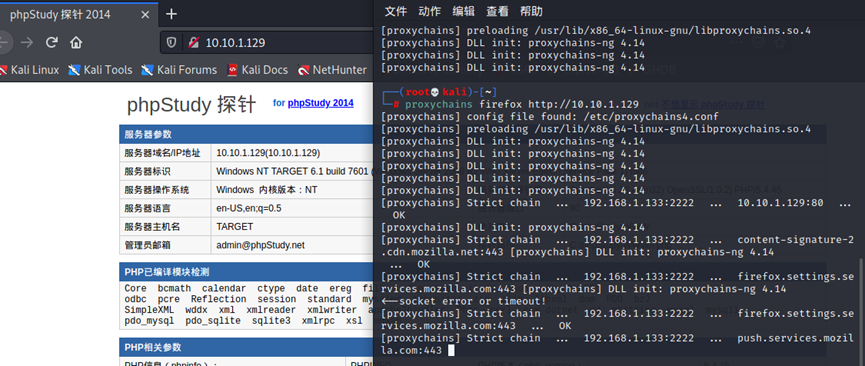 phpStudy 探针 2014
10.10.1.129
Kali Linux
Kali Tools
Kali Forums
Kali Docs
NetHunter
phpStudy 探针
for phpStudy 2014
服务器参数
服务器域名/IP地址 10.10.1.129(10.10.1.129)
服务器标识 Windows NT TARGET 6.1 build 7601 (
服务器操作系统 Windows 内核版本：NT
服务器语言 en-US,en;q=0.5
服务器主机名 TARGET
管理员邮箱 admin@phpStudy.net
PHP已编译模块检测
Core bcmath calendar ctype date ereg fi
odbc pcre Reflection session standard my
SimpleXML wddx xml xmlreader xmlwriter a
pdo_mysql pdo_sqlite sqlite3 xmlrpc xsl
PHP相关参数
PHP信息（phpinfo）：
文件 动作 编辑 查看 帮助
[proxychains] preloading /usr/lib/x86_64-linux-gnu/libproxychains.so.4
[proxychains] DLL init: proxychains-ng 4.14
[proxychains] DLL init: proxychains-ng 4.14
[proxychains] DLL init: proxychains-ng 4.14
┌──(root💀kali)-[~]
└─# proxychains firefox http://10.10.1.129
[proxychains] config file found: /etc/proxychains4.conf
[proxychains] preloading /usr/lib/x86_64-linux-gnu/libproxychains.so.4
[proxychains] DLL init: proxychains-ng 4.14
[proxychains] DLL init: proxychains-ng 4.14
[proxychains] DLL init: proxychains-ng 4.14
[proxychains] DLL init: proxychains-ng 4.14
[proxychains] DLL init: proxychains-ng 4.14
[proxychains] Strict chain ... 192.168.1.133:2222 ... 10.10.1.129:80 ...
OK
[proxychains] DLL init: proxychains-ng 4.14
[proxychains] Strict chain ... 192.168.1.133:2222 ... content-signature-2
.cdn.mozilla.net:443 [proxychains] DLL init: proxychains-ng 4.14
... OK
[proxychains] Strict chain ... 192.168.1.133:2222 ... firefox.settings.se
rvices.mozilla.com:443 [proxychains] DLL init: proxychains-ng 4.14
<--socket error or timeout!
[proxychains] Strict chain ... 192.168.1.133:2222 ... firefox.settings.se
rvices.mozilla.com:443 ... OK
[proxychains] Strict chain ... 192.168.1.133:2222 ... push.services.mozil
la.com:443